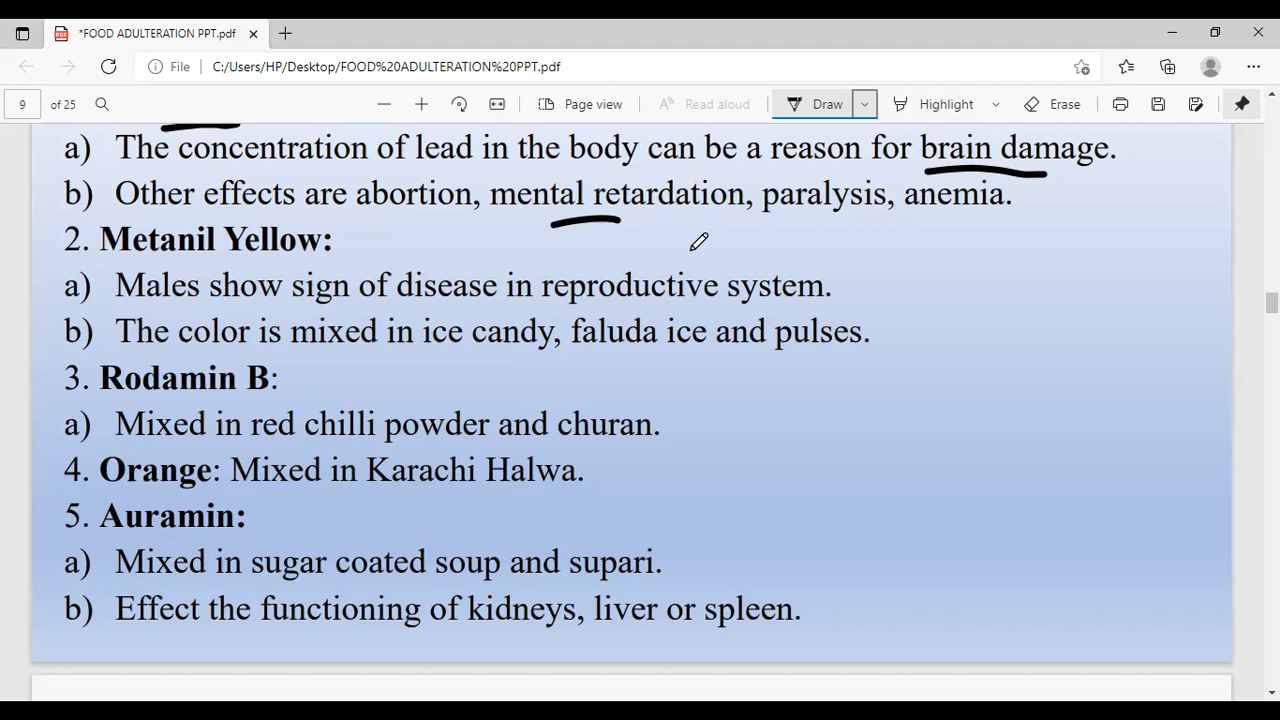 *FOOD ADULTERATION PPT.pdf
File C:/Users/HP/Desktop/FOOD%20ADULTERATION%20PPT.pdf
9 of 25 Page view Read aloud Draw Highlight Erase
a) The concentration of lead in the body can be a reason for brain damage.
b) Other effects are abortion, mental retardation, paralysis, anemia.
2. Metanil Yellow:
a) Males show sign of disease in reproductive system.
b) The color is mixed in ice candy, faluda ice and pulses.
3. Rodamin B:
a) Mixed in red chilli powder and churan.
4. Orange: Mixed in Karachi Halwa.
5. Auramin:
a) Mixed in sugar coated soup and supari.
b) Effect the functioning of kidneys, liver or spleen.